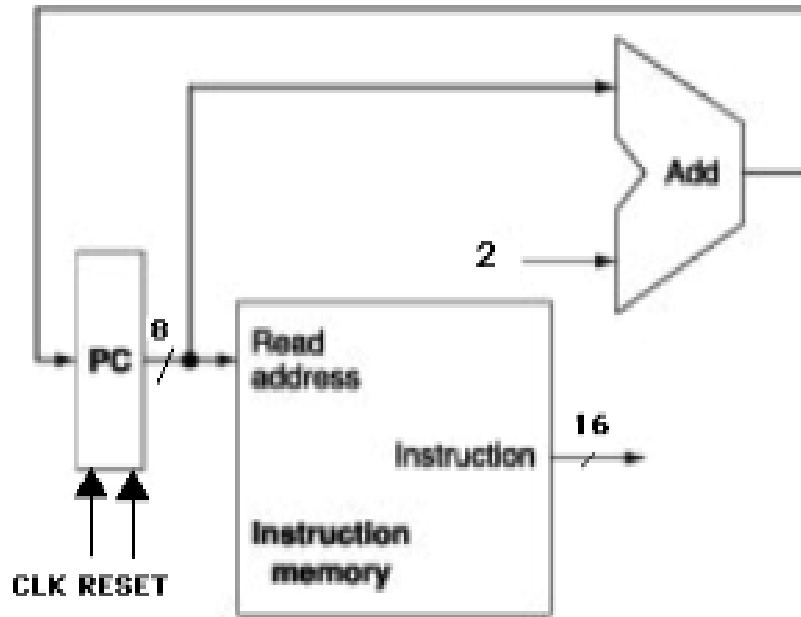 Add
2
8
PC
Read
address
16
Instruction
Instruction
memory
CLK RESET